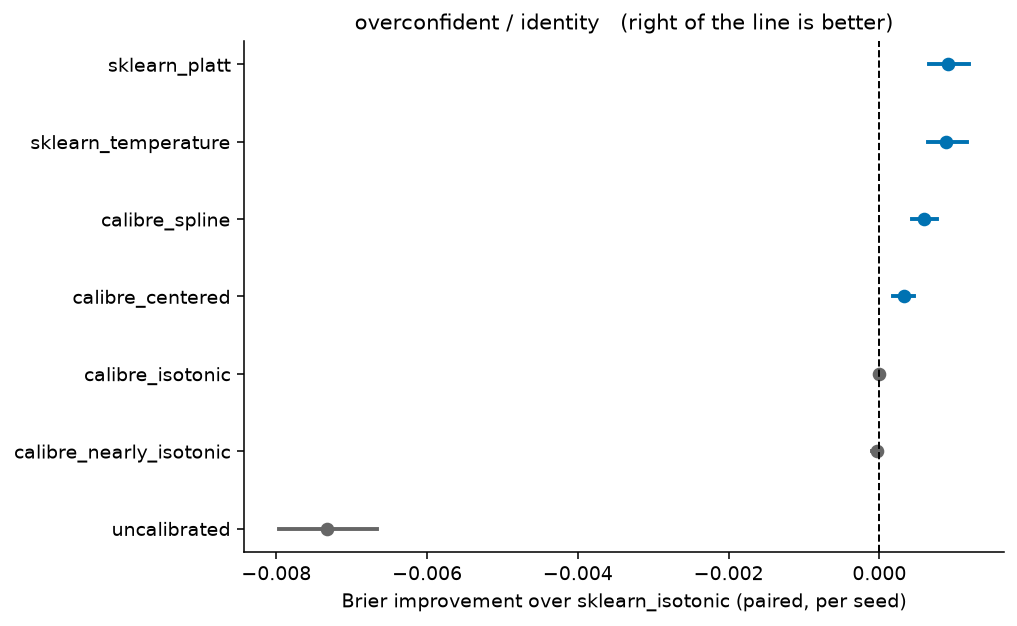 overconfident / identity   (right of the line is better)
sklearn_platt
sklearn_temperature
calibre_spline
calibre_centered
calibre_isotonic
calibre_nearly_isotonic
uncalibrated
−0.008 −0.006 −0.004 −0.002 0.000
Brier improvement over sklearn_isotonic (paired, per seed)